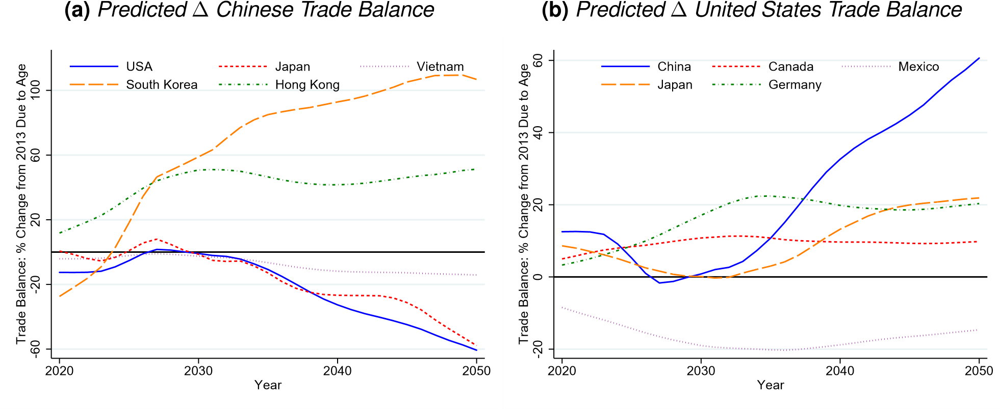 (a) Predicted Δ Chinese Trade Balance
USA
Japan
Vietnam
South Korea
Hong Kong
Trade Balance: % Change from 2013 Due to Age
100
60
20
-20
-60
2020
2030
2040
2050
Year
(b) Predicted Δ United States Trade Balance
China
Canada
Mexico
Japan
Germany
Trade Balance: % Change from 2013 Due to Age
60
40
20
0
-20
2020
2030
2040
2050
Year